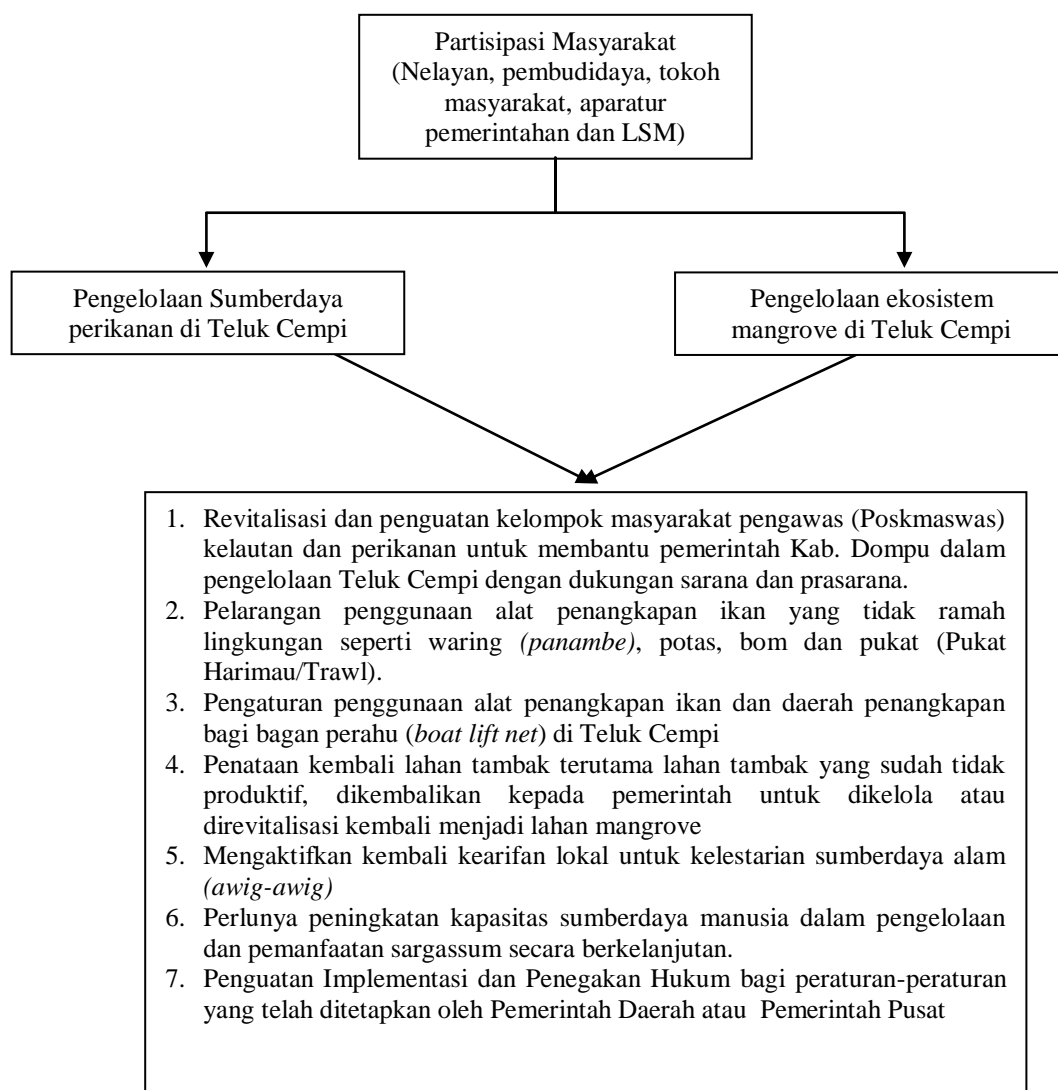 Partisipasi Masyarakat
(Nelayan, pembudidaya, tokoh
masyarakat, aparatur
pemerintahan dan LSM)
Pengelolaan Sumberdaya
perikanan di Teluk Cempi
Pengelolaan ekosistem
mangrove di Teluk Cempi
1. Revitalisasi dan penguatan kelompok masyarakat pengawas (Poskmaswas)
kelautan dan perikanan untuk membantu pemerintah Kab. Dompu dalam
pengelolaan Teluk Cempi dengan dukungan sarana dan prasarana.
2. Pelarangan penggunaan alat penangkapan ikan yang tidak ramah
lingkungan seperti waring (panambe), potas, bom dan pukat (Pukat
Harimau/Trawl).
3. Pengaturan penggunaan alat penangkapan ikan dan daerah penangkapan
bagi bagan perahu (boat lift net) di Teluk Cempi
4. Penataan kembali lahan tambak terutama lahan tambak yang sudah tidak
produktif, dikembalikan kepada pemerintah untuk dikelola atau
direvitalisasi kembali menjadi lahan mangrove
5. Mengaktifkan kembali kearifan lokal untuk kelestarian sumberdaya alam
(awig-awig)
6. Perlunya peningkatan kapasitas sumberdaya manusia dalam pengelolaan
dan pemanfaatan sargassum secara berkelanjutan.
7. Penguatan Implementasi dan Penegakan Hukum bagi peraturan-peraturan
yang telah ditetapkan oleh Pemerintah Daerah atau Pemerintah Pusat